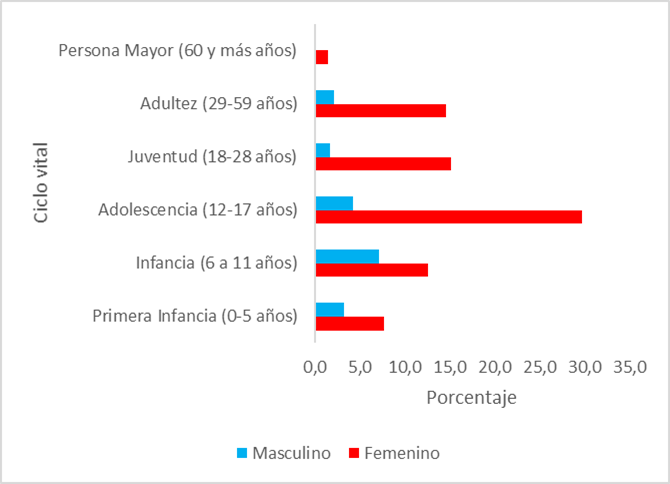 Persona Mayor (60 y más años)
Adultez (29-59 años)
Juventud (18-28 años)
Adolescencia (12-17 años)
Infancia (6 a 11 años)
Primera Infancia (0-5 años)
Ciclo vital
0,0 5,0 10,0 15,0 20,0 25,0 30,0 35,0
Porcentaje
Masculino Femenino